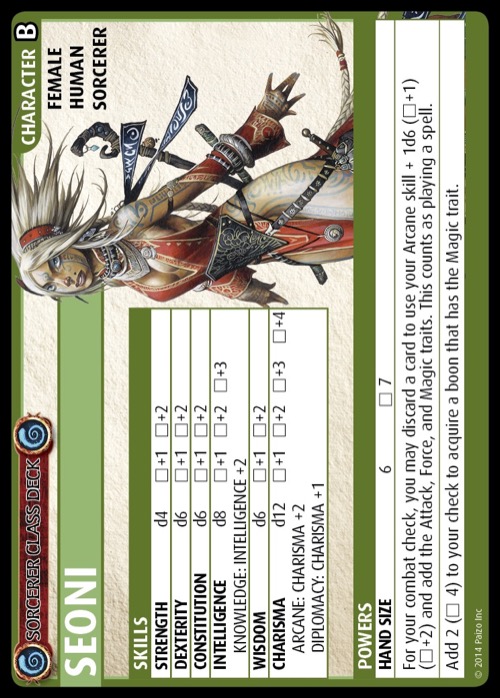 SORCERER CLASS DECK
CHARACTER B
SEONI
FEMALE
HUMAN
SORCERER
SKILLS
STRENGTH d4 □+1 □+2
DEXTERITY d6 □+1 □+2
CONSTITUTION d6 □+1 □+2
INTELLIGENCE d8 □+1 □+2 □+3
KNOWLEDGE: INTELLIGENCE +2
WISDOM d6 □+1 □+2
CHARISMA d12 □+1 □+2 □+3 □+4
ARCANE: CHARISMA +2
DIPLOMACY: CHARISMA +1
POWERS
HAND SIZE 6 □ 7
For your combat check, you may discard a card to use your Arcane skill + 1d6 (□+1)
(□+2) and add the Attack, Force, and Magic traits. This counts as playing a spell.
Add 2 (□ 4) to your check to acquire a boon that has the Magic trait.
© 2014 Paizo Inc